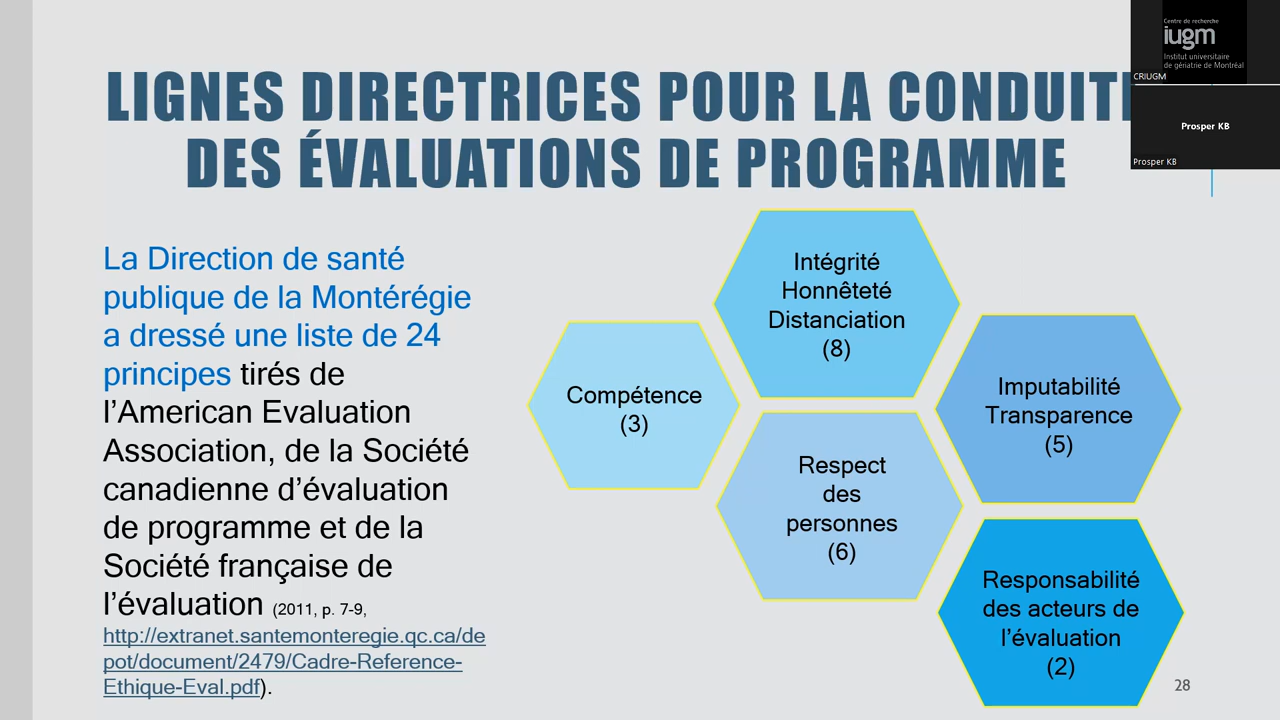 LIGNES DIRECTRICES POUR LA CONDUIT
DES ÉVALUATIONS DE PROGRAMME
Centre de recherche
iugm
Institut universitaire
de gériatrie de Montréal
CRIUGM
Prosper KB
Prosper KB
La Direction de santé
publique de la Montérégie
a dressé une liste de 24
principes tirés de
l’American Evaluation
Association, de la Société
canadienne d’évaluation
de programme et de la
Société française de
l’évaluation (2011, p. 7-9,
http://extranet.santemonteregie.qc.ca/de
pot/document/2479/Cadre-Reference-
Ethique-Eval.pdf).
Compétence
(3)
Intégrité
Honnêteté
Distanciation
(8)
Respect
des
personnes
(6)
Imputabilité
Transparence
(5)
Responsabilité
des acteurs de
l’évaluation
(2)
28